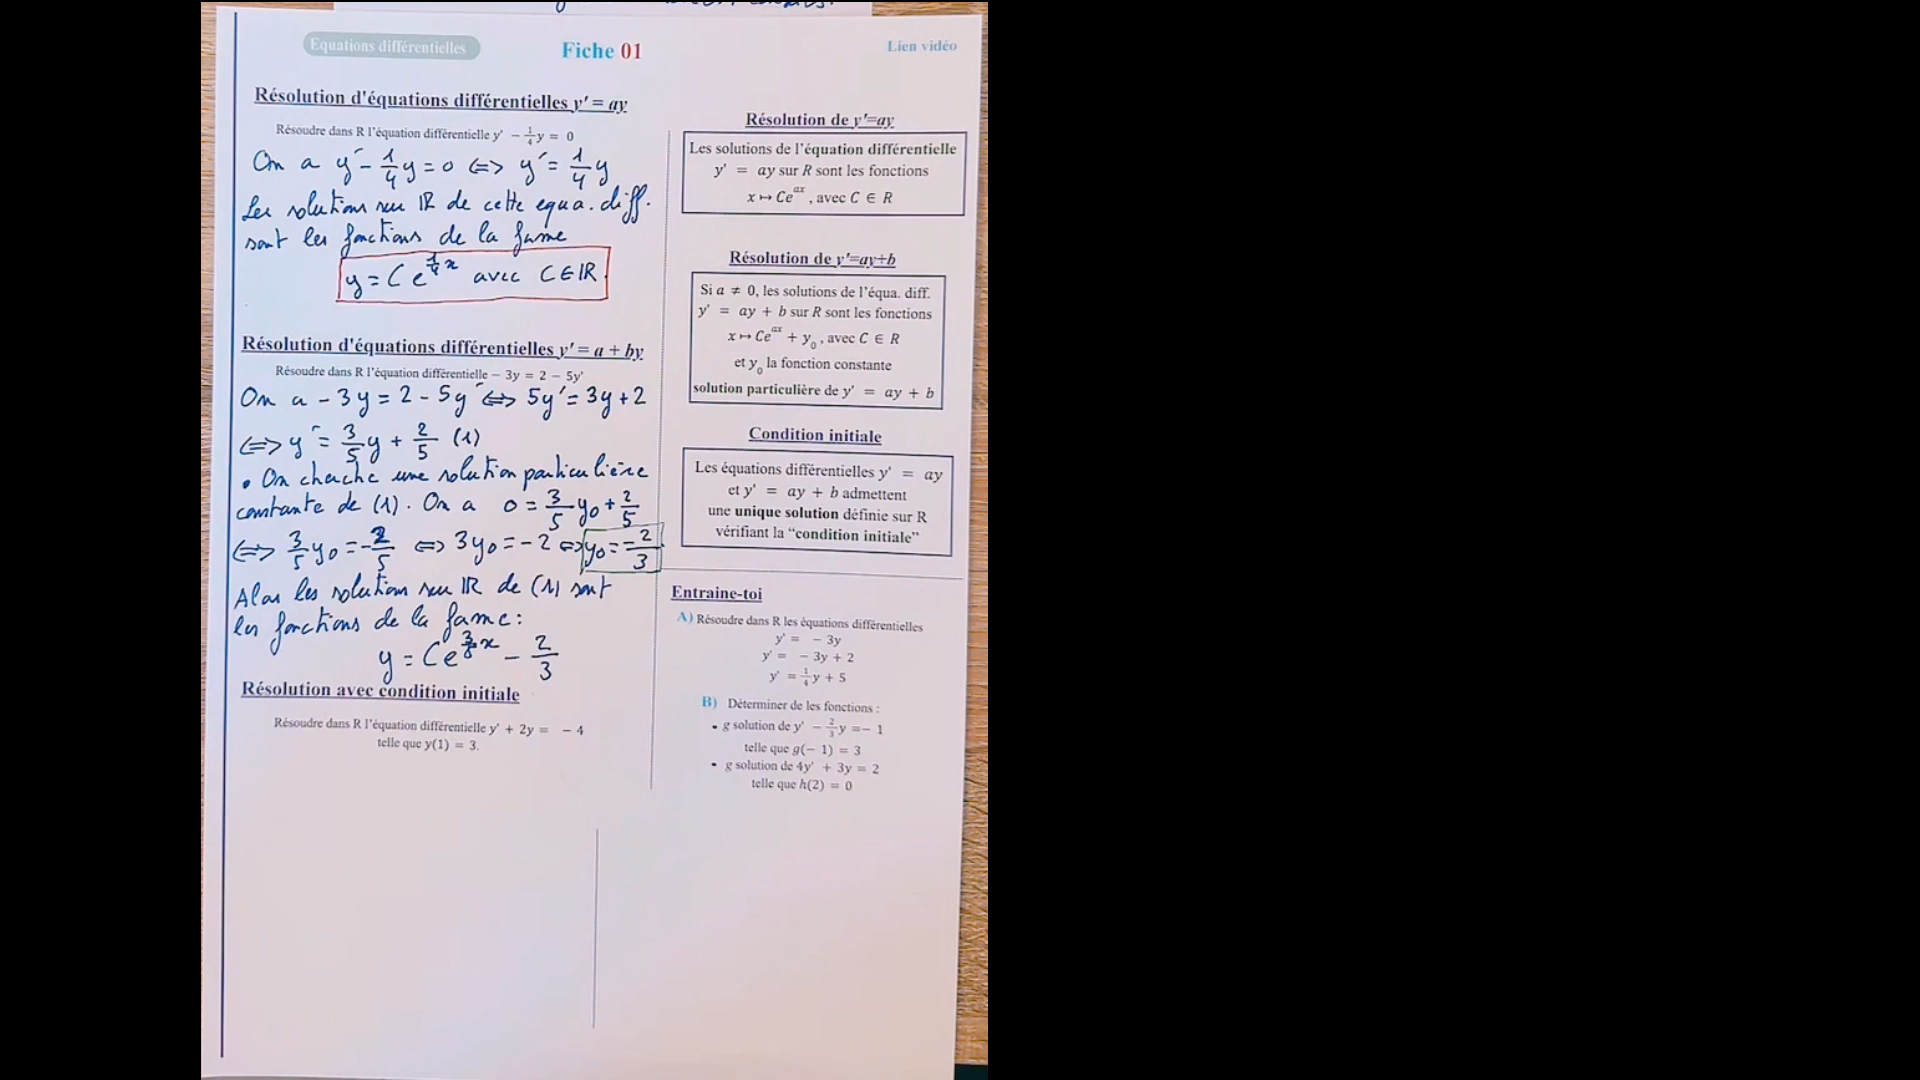 Equations différentielles
Fiche 01
Lien vidéo
Résolution d'équations différentielles y' = ay
Résoudre dans R l'équation différentielle y' − 1/4 y = 0
On a y' − 1/4 y = 0 ⇔ y' = 1/4 y
Les solutions sur ℝ de cette equa. diff.
sont les fonctions de la forme
y = C e^{1/4 x} avec C ∈ ℝ.
Résolution d'équations différentielles y' = a + by
Résoudre dans R l'équation différentielle − 3y = 2 − 5y'
On a − 3y = 2 − 5y' ⇔ 5y' = 3y + 2
⇔ y' = 3/5 y + 2/5 (1)
• On cherche une solution particulière
constante de (1). On a 0 = 3/5 y₀ + 2/5
⇔ 3/5 y₀ = −2/5 ⇔ 3y₀ = −2 ⇔ y₀ = −2/3
Alors les solutions sur ℝ de (1) sont
les fonctions de la forme :
y = C e^{3/5 x} − 2/3
Résolution avec condition initiale
Résoudre dans R l'équation différentielle y' + 2y = − 4
telle que y(1) = 3.
Résolution de y'=ay
Les solutions de l'équation différentielle
y' = ay sur R sont les fonctions
x ↦ Ce^{ax}, avec C ∈ R
Résolution de y'=ay+b
Si a ≠ 0, les solutions de l'équa. diff.
y' = ay + b sur R sont les fonctions
x ↦ Ce^{ax} + y₀, avec C ∈ R
et y₀ la fonction constante
solution particulière de y' = ay + b
Condition initiale
Les équations différentielles y' = ay
et y' = ay + b admettent
une unique solution définie sur R
vérifiant la "condition initiale"
Entraine-toi
A) Résoudre dans R les équations différentielles
y' = − 3y
y' = − 3y + 2
y' = 1/4 y + 5
B) Déterminer de les fonctions :
• g solution de y' − 2/3 y = − 1
telle que g(− 1) = 3
• g solution de 4y' + 3y = 2
telle que h(2) = 0